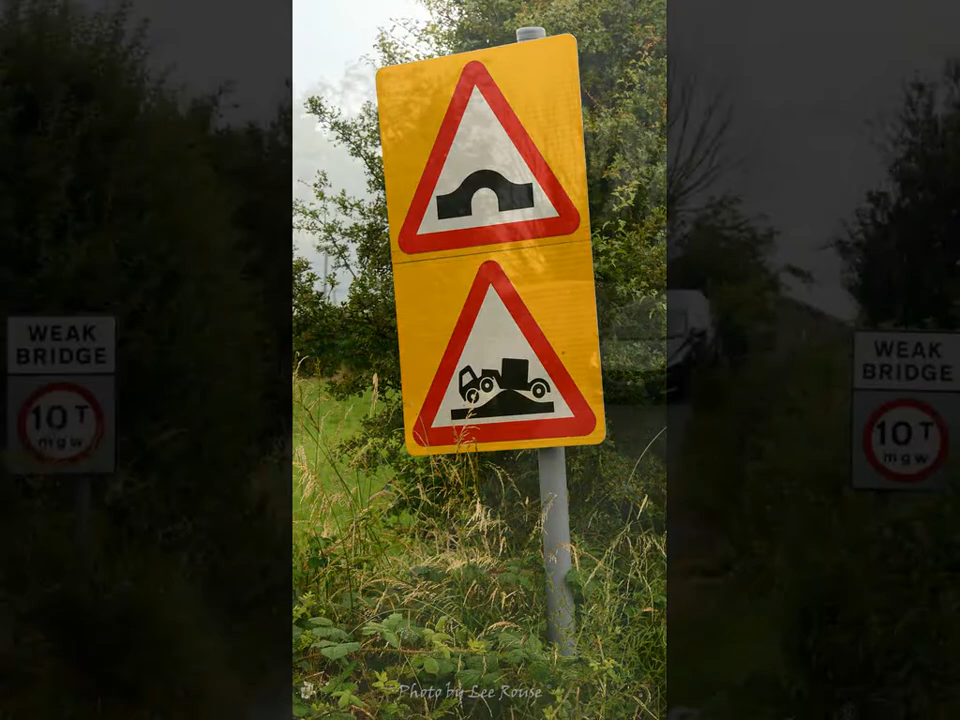 WEAK
BRIDGE
10 T
mgw
WEAK
BRIDGE
10 T
mgw
Photo by Lee Rouse